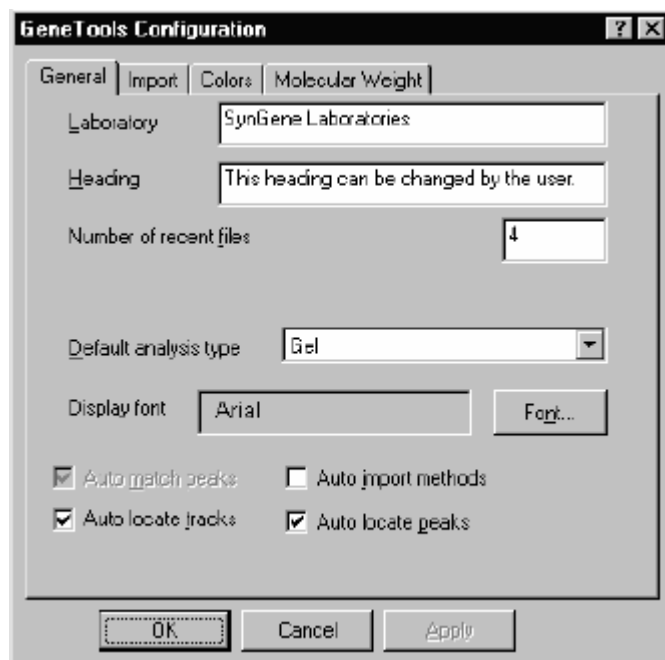 GeneTools Configuration
General Import Colors Molecular Weight
Laboratory SynGene Laboratories
Heading This heading can be changed by the user.
Number of recent files 4
Default analysis type Gel
Display font Arial Font...
Auto match peaks Auto import methods
Auto locate tracks Auto locate peaks
OK Cancel Apply